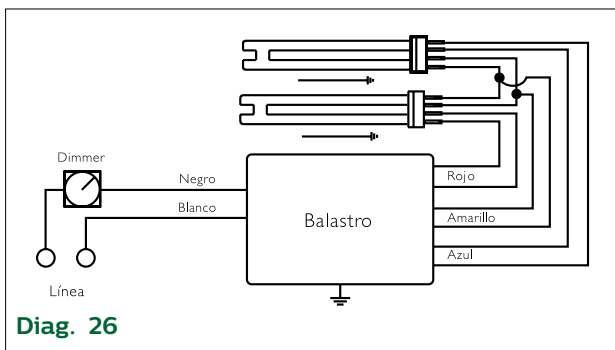 Dimmer
Negro
Blanco
Línea
Balastro
Rojo
Amarillo
Azul
Diag. 26